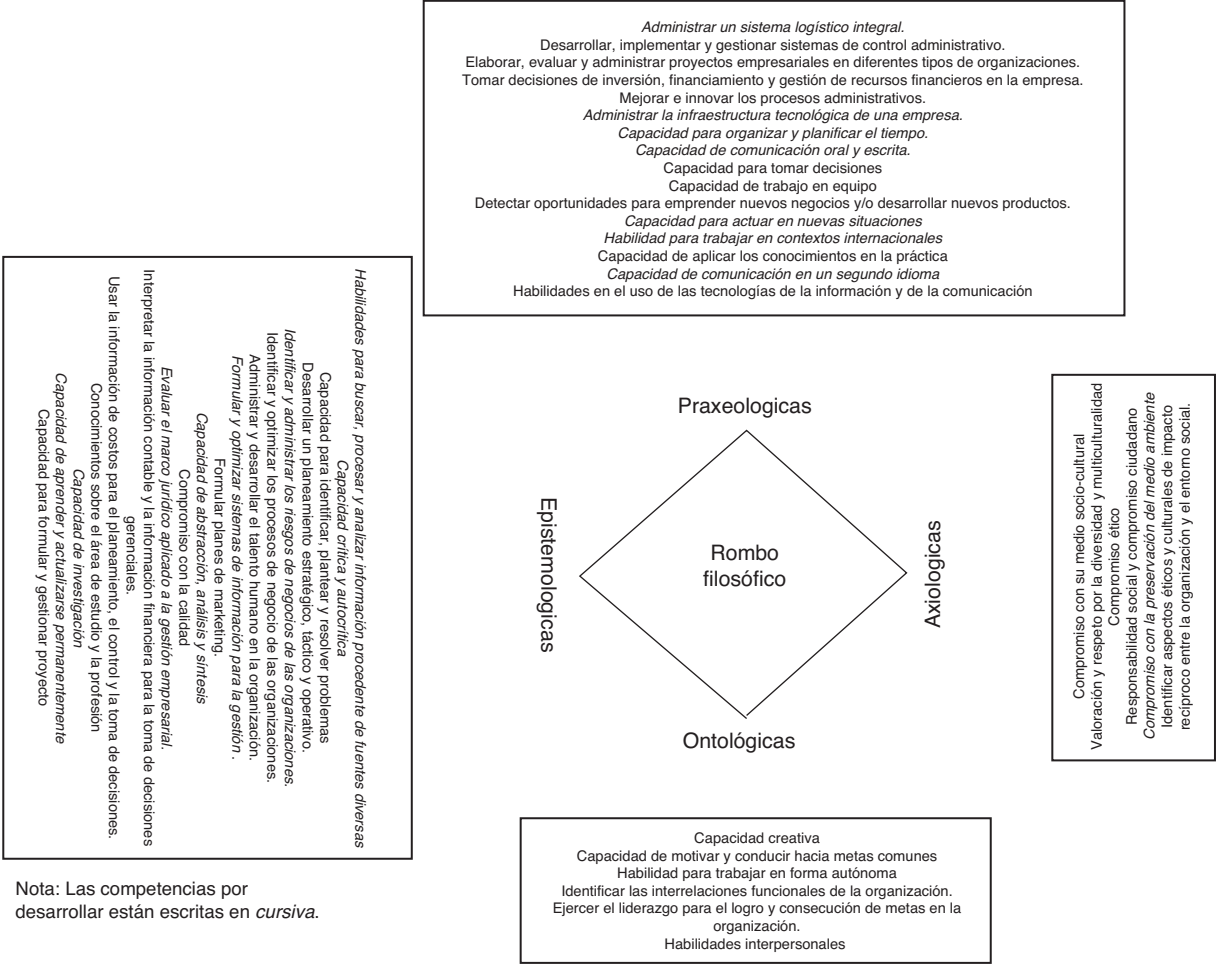 Administrar un sistema logístico integral.
Desarrollar, implementar y gestionar sistemas de control administrativo.
Elaborar, evaluar y administrar proyectos empresariales en diferentes tipos de organizaciones.
Tomar decisiones de inversión, financiamiento y gestión de recursos financieros en la empresa.
Mejorar e innovar los procesos administrativos.
Administrar la infraestructura tecnológica de una empresa.
Capacidad para organizar y planificar el tiempo.
Capacidad de comunicación oral y escrita.
Capacidad para tomar decisiones
Capacidad de trabajo en equipo
Detectar oportunidades para emprender nuevos negocios y/o desarrollar nuevos productos.
Capacidad para actuar en nuevas situaciones
Habilidad para trabajar en contextos internacionales
Capacidad de aplicar los conocimientos en la práctica
Capacidad de comunicación en un segundo idioma
Habilidades en el uso de las tecnologías de la información y de la comunicación
Habilidades para buscar, procesar y analizar información procedente de fuentes diversas
Capacidad crítica y autocrítica
Capacidad para identificar, plantear y resolver problemas
Desarrollar un planeamiento estratégico, táctico y operativo.
Identificar y administrar los riesgos de negocios de las organizaciones.
Identificar y optimizar los procesos de negocio de las organizaciones.
Administrar y desarrollar el talento humano en la organización.
Formular y optimizar sistemas de información para la gestión .
Formular planes de marketing.
Capacidad de abstracción, análisis y síntesis
Compromiso con la calidad
Evaluar el marco jurídico aplicado a la gestión empresarial.
Interpretar la información contable y la información financiera para la toma de decisiones
gerenciales.
Usar la información de costos para el planeamiento, el control y la toma de decisiones.
Conocimientos sobre el área de estudio y la profesión
Capacidad de investigación
Capacidad de aprender y actualizarse permanentemente
Capacidad para formular y gestionar proyecto
Praxeologicas
Epistemologicas
Rombo
filosófico
Axiologicas
Ontológicas
Compromiso con su medio socio-cultural
Valoración y respeto por la diversidad y multiculturalidad
Compromiso ético
Responsabilidad social y compromiso ciudadano
Compromiso con la preservación del medio ambiente
Identificar aspectos éticos y culturales de impacto
recíproco entre la organización y el entorno social.
Capacidad creativa
Capacidad de motivar y conducir hacia metas comunes
Habilidad para trabajar en forma autónoma
Identificar las interrelaciones funcionales de la organización.
Ejercer el liderazgo para el logro y consecución de metas en la
organización.
Habilidades interpersonales
Nota: Las competencias por
desarrollar están escritas en cursiva.